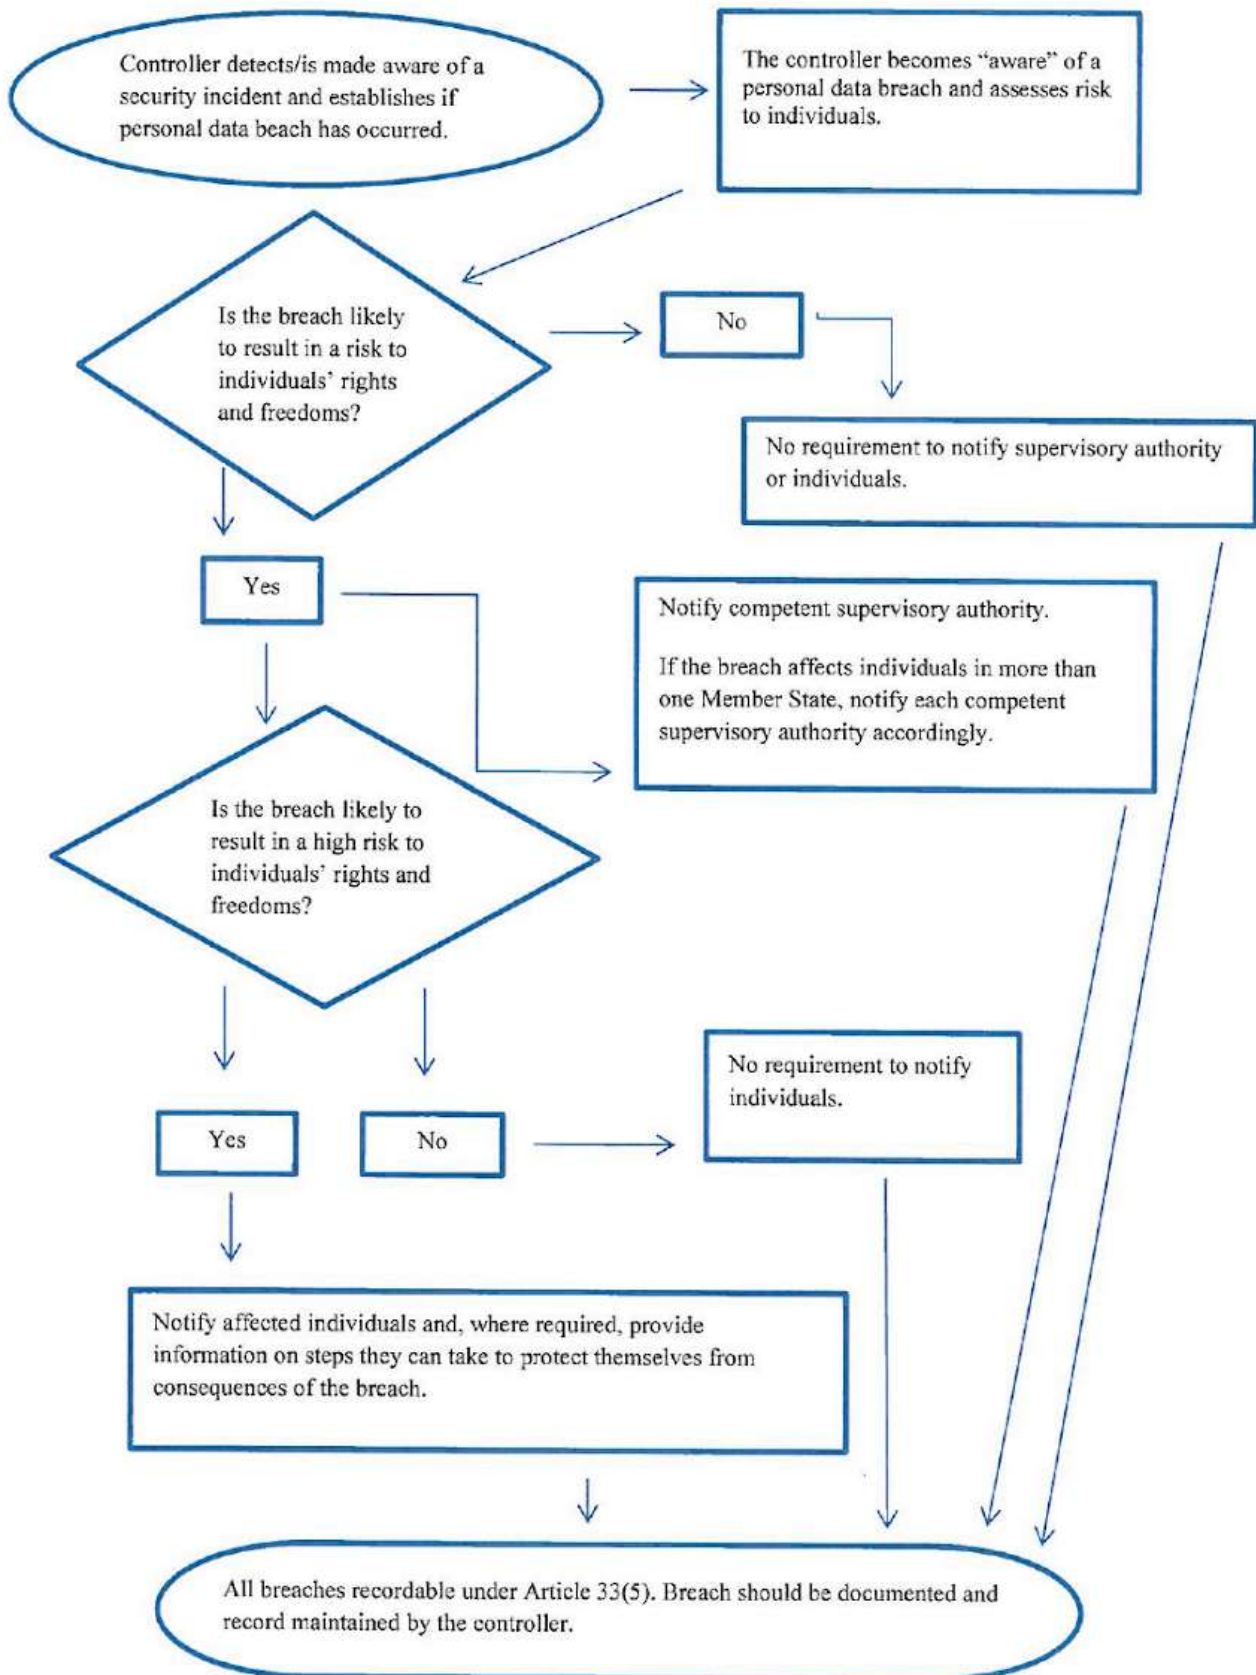 Controller detects/is made aware of a
security incident and establishes if
personal data beach has occurred.
The controller becomes “aware” of a
personal data breach and assesses risk
to individuals.
Is the breach likely
to result in a risk to
individuals’ rights
and freedoms?
No
No requirement to notify supervisory authority
or individuals.
Yes
Notify competent supervisory authority.
If the breach affects individuals in more than
one Member State, notify each competent
supervisory authority accordingly.
Is the breach likely to
result in a high risk to
individuals’ rights and
freedoms?
No requirement to notify
individuals.
Yes
No
Notify affected individuals and, where required, provide
information on steps they can take to protect themselves from
consequences of the breach.
All breaches recordable under Article 33(5). Breach should be documented and
record maintained by the controller.